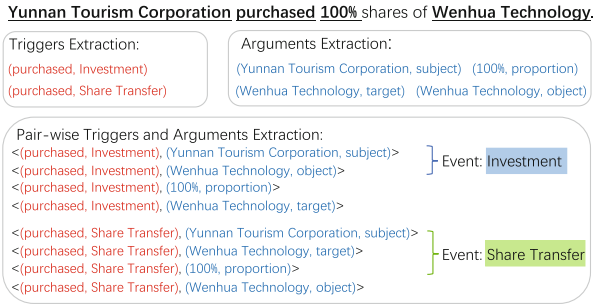 Yunnan Tourism Corporation purchased 100% shares of Wenhua Technology.
Triggers Extraction:
(purchased, Investment)
(purchased, Share Transfer)
Arguments Extraction:
(Yunnan Tourism Corporation, subject) (100%, proportion)
(Wenhua Technology, target) (Wenhua Technology, object)
Pair-wise Triggers and Arguments Extraction:
<(purchased, Investment), (Yunnan Tourism Corporation, subject)>
<(purchased, Investment), (Wenhua Technology, object)>
<(purchased, Investment), (100%, proportion)>
<(purchased, Investment), (Wenhua Technology, target)>
Event: Investment
<(purchased, Share Transfer), (Yunnan Tourism Corporation, subject)>
<(purchased, Share Transfer), (Wenhua Technology, target)>
<(purchased, Share Transfer), (100%, proportion)>
<(purchased, Share Transfer), (Wenhua Technology, object)>
Event: Share Transfer